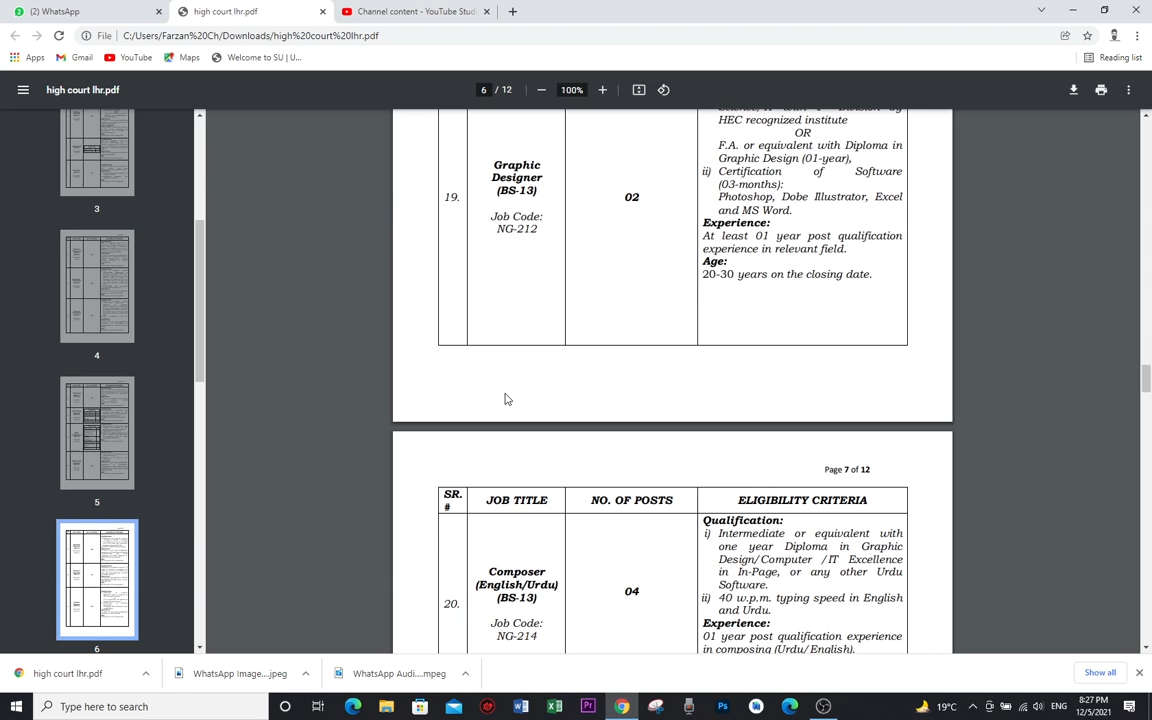 (2) WhatsApp
high court lhr.pdf
Channel content - YouTube Stud
File
C:/Users/Farzan%20Ch/Downloads/high%20court%20lhr.pdf
Apps
Gmail
YouTube
Maps
Welcome to SU | U...
Reading list
high court lhr.pdf
6 / 12
100%
3
4
5
6
HEC recognized institute
OR
F.A. or equivalent with Diploma in
Graphic Design (01-year),
ii) Certification of Software
(03-months):
Photoshop, Dobe Illustrator, Excel
and MS Word.
Experience:
At least 01 year post qualification
experience in relevant field.
Age:
20-30 years on the closing date.
19.
Graphic
Designer
(BS-13)
Job Code:
NG-212
02
Page 7 of 12
SR.
#
JOB TITLE
NO. OF POSTS
ELIGIBILITY CRITERIA
20.
Composer
(English/Urdu)
(BS-13)
Job Code:
NG-214
04
Qualification:
i) Intermediate or equivalent with
one year Diploma in Graphic
Design/Computer /IT Excellence
in In-Page, or any other Urdu
Software.
ii) 40 w.p.m. typing speed in English
and Urdu.
Experience:
01 year post qualification experience
in composing (Urdu/English).
high court lhr.pdf
WhatsApp Image....jpeg
WhatsApp Audi....mpeg
Show all
Type here to search
19°C
ENG
8:27 PM
12/5/2021